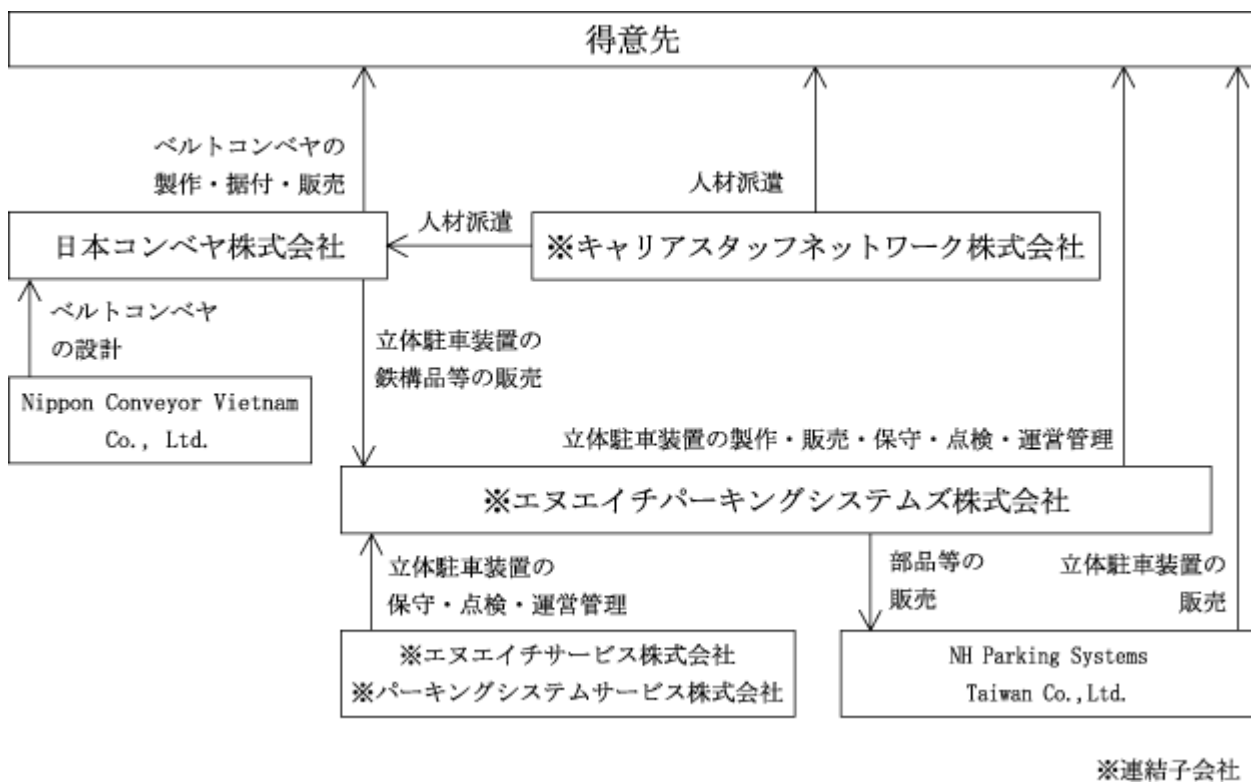 得意先
ベルトコンベヤの
製作・据付・販売
人材派遣
日本コンベヤ株式会社
人材派遣
※キャリアスタッフネットワーク株式会社
ベルトコンベヤ
の設計
立体駐車装置の
鉄構品等の販売
Nippon Conveyor Vietnam
Co., Ltd.
立体駐車装置の製作・販売・保守・点検・運営管理
※エヌエイチパーキングシステムズ株式会社
立体駐車装置の
保守・点検・運営管理
部品等の
販売
立体駐車装置の
販売
※エヌエイチサービス株式会社
※パーキングシステムサービス株式会社
NH Parking Systems
Taiwan Co.,Ltd.
※連結子会社